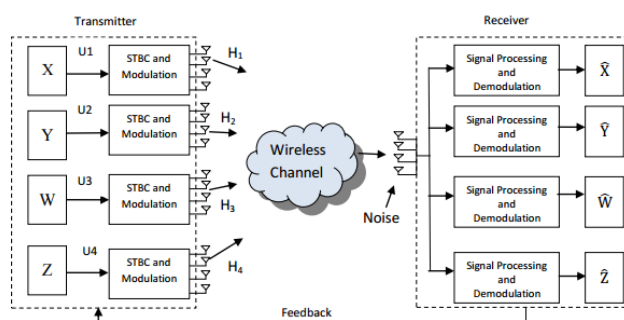 Transmitter
Receiver
X
U1
STBC and
Modulation
H1
Y
U2
STBC and
Modulation
H2
W
U3
STBC and
Modulation
H3
Z
U4
STBC and
Modulation
H4
Wireless
Channel
Noise
Signal Processing
and
Demodulation
X̂
Signal Processing
and
Demodulation
Ŷ
Signal Processing
and
Demodulation
Ŵ
Signal Processing
and
Demodulation
Ẑ
Feedback